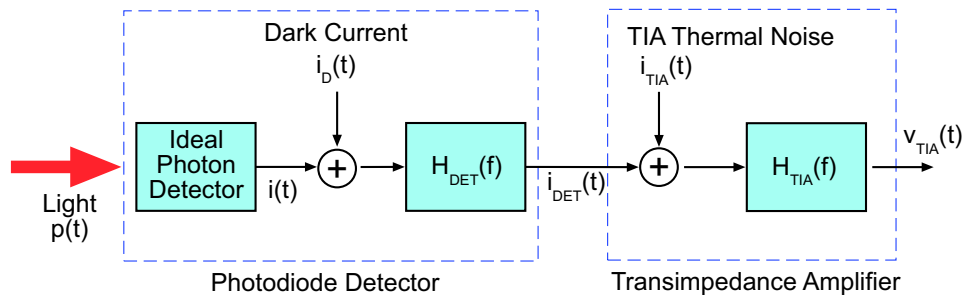 Dark Current
i_D(t)
TIA Thermal Noise
i_TIA(t)
Ideal
Photon
Detector
i(t)
+
H_DET(f)
i_DET(t)
+
H_TIA(f)
v_TIA(t)
Light
p(t)
Photodiode Detector
Transimpedance Amplifier